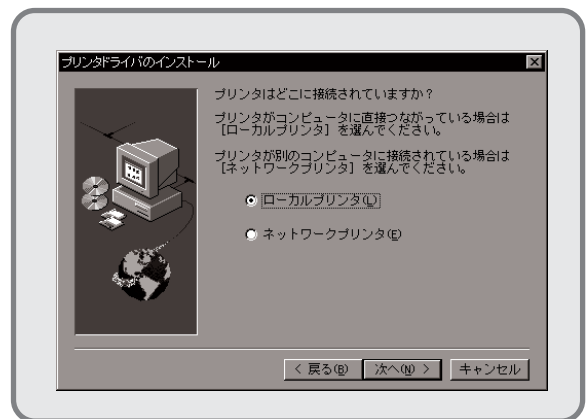 プリンタドライバのインストール
プリンタはどこに接続されていますか？
プリンタがコンピュータに直接つながっている場合は
［ローカルプリンタ］を選んでください。
プリンタが別のコンピュータに接続されている場合は
［ネットワークプリンタ］を選んでください。
ローカルプリンタ(L)
ネットワークプリンタ(E)
< 戻る(B)
次へ(N) >
キャンセル